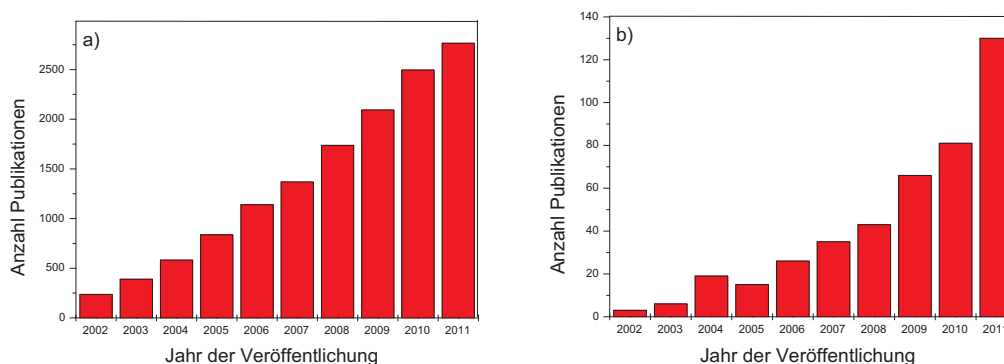 a)
2500
2000
1500
1000
500
0
Anzahl Publikationen
2002 2003 2004 2005 2006 2007 2008 2009 2010 2011
Jahr der Veröffentlichung
b)
140
120
100
80
60
40
20
0
Anzahl Publikationen
2002 2003 2004 2005 2006 2007 2008 2009 2010 2011
Jahr der Veröffentlichung